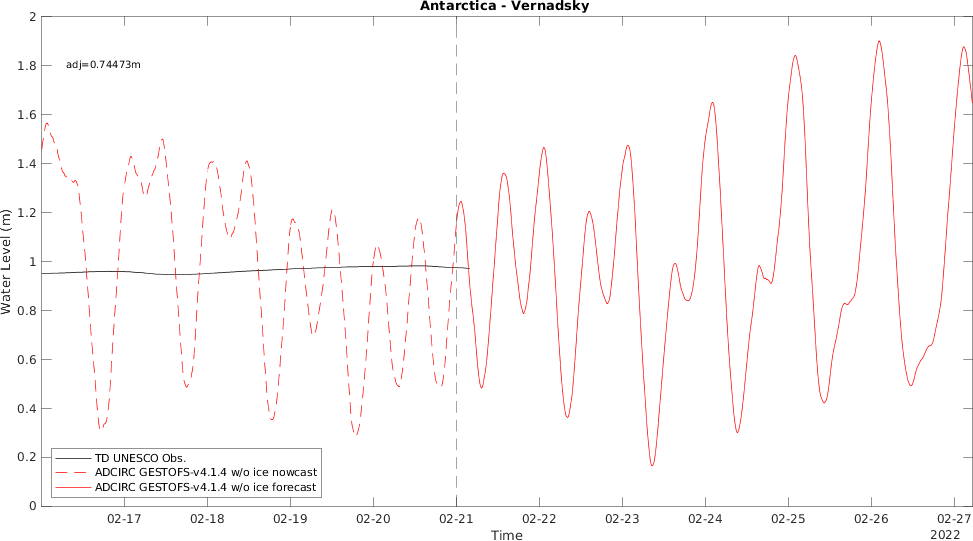 Antarctica - Vernadsky
2
1.8
1.6
1.4
1.2
1
0.8
0.6
0.4
0.2
0
Water Level (m)
adj=0.74473m
TD UNESCO Obs.
ADCIRC GESTOFS-v4.1.4 w/o ice nowcast
ADCIRC GESTOFS-v4.1.4 w/o ice forecast
02-17 02-18 02-19 02-20 02-21 02-22 02-23 02-24 02-25 02-26 02-27
Time 2022